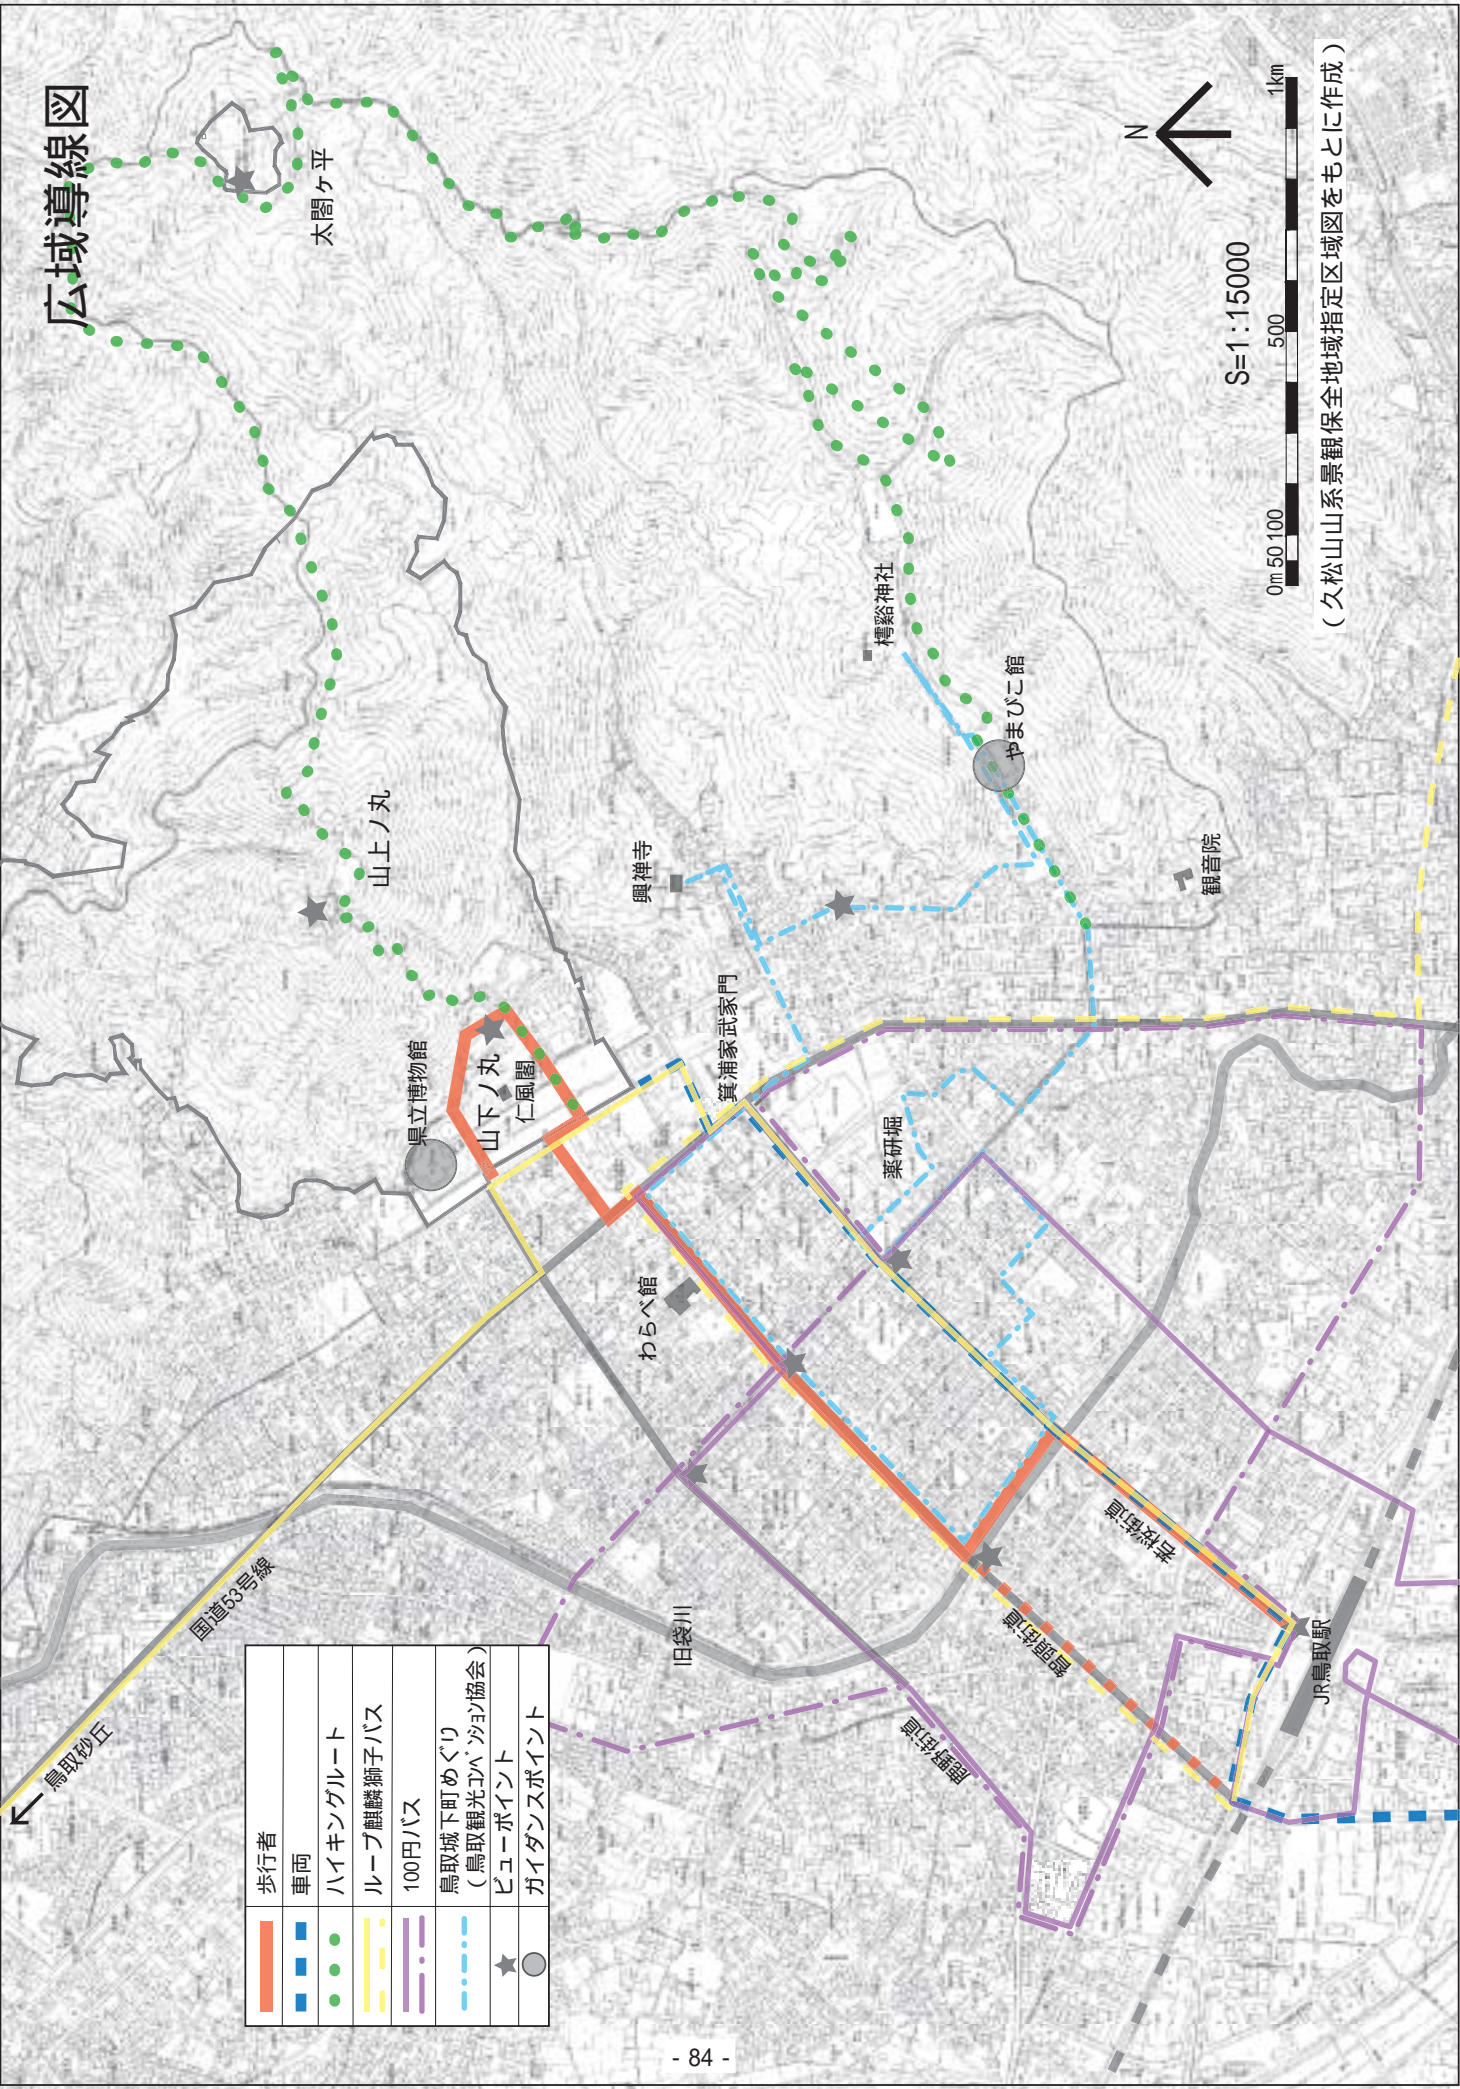 広域導線図
太閤ヶ平
山上ノ丸
県立博物館
山下ノ丸
仁風閣
興禅寺
箕浦家武家門
樗谿神社
やまびこ館
観音院
薬研堀
わらべ館
国道53号線
鳥取砂丘
旧袋川
鹿野街道
智頭街道
若桜街道
JR鳥取駅
N
S=1:15000
0m 50 100 500 1km
(久松山山系景観保全地域指定区域図をもとに作成)
歩行者
車両
ハイキングルート
ループ麒麟獅子バス
100円バス
鳥取城下町めぐり
(鳥取観光ｺﾝﾍﾞﾝｼｮﾝ協会)
ビューポイント
ガイダンスポイント
- 84 -